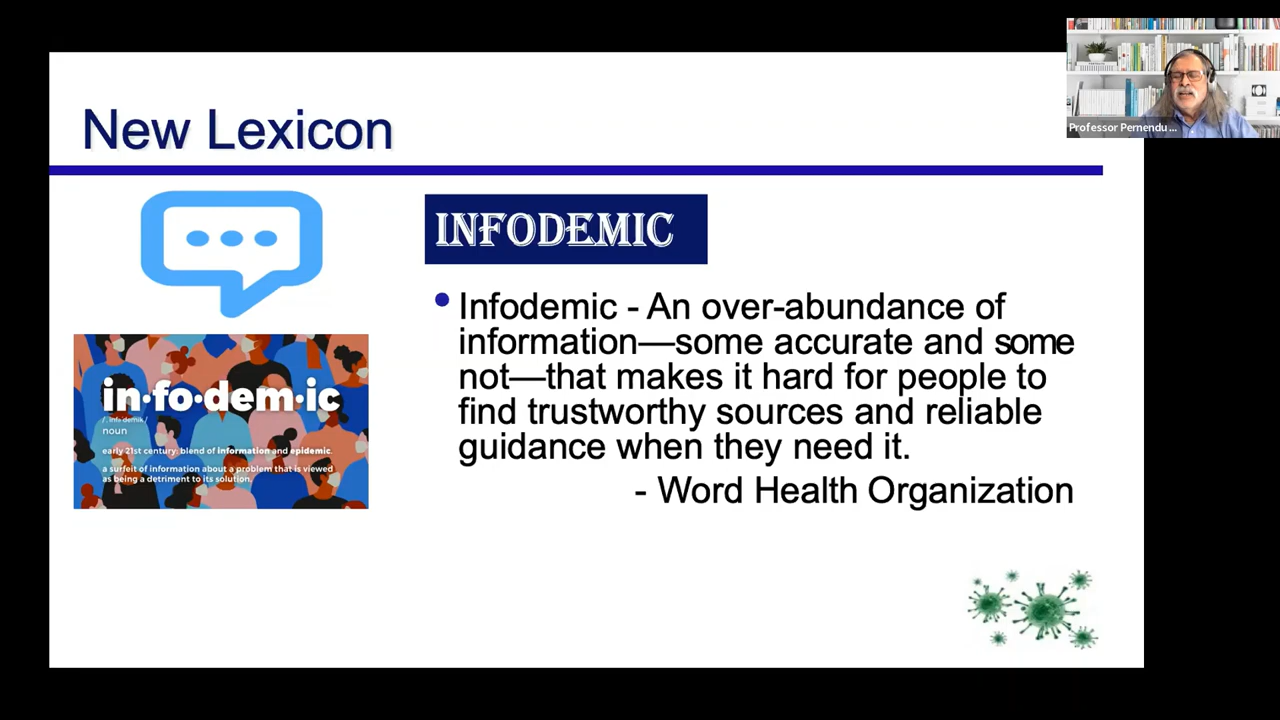 Professor Pernendu ...
New Lexicon
INFODEMIC
• Infodemic - An over-abundance of
information—some accurate and some
not—that makes it hard for people to
find trustworthy sources and reliable
guidance when they need it.
- Word Health Organization
in·fo·dem·ic
noun
early 21st century: blend of information and epidemic.
a surfeit of information about a problem that is viewed
as being a detriment to its solution.